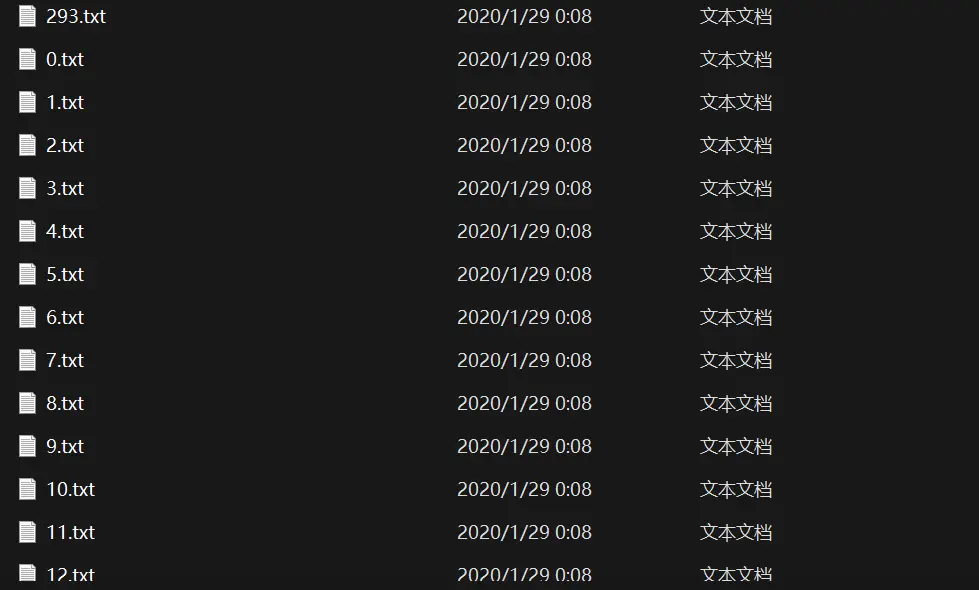 293.txt 2020/1/29 0:08 文本文档
0.txt 2020/1/29 0:08 文本文档
1.txt 2020/1/29 0:08 文本文档
2.txt 2020/1/29 0:08 文本文档
3.txt 2020/1/29 0:08 文本文档
4.txt 2020/1/29 0:08 文本文档
5.txt 2020/1/29 0:08 文本文档
6.txt 2020/1/29 0:08 文本文档
7.txt 2020/1/29 0:08 文本文档
8.txt 2020/1/29 0:08 文本文档
9.txt 2020/1/29 0:08 文本文档
10.txt 2020/1/29 0:08 文本文档
11.txt 2020/1/29 0:08 文本文档
12.txt 2020/1/29 0:08 文本文档